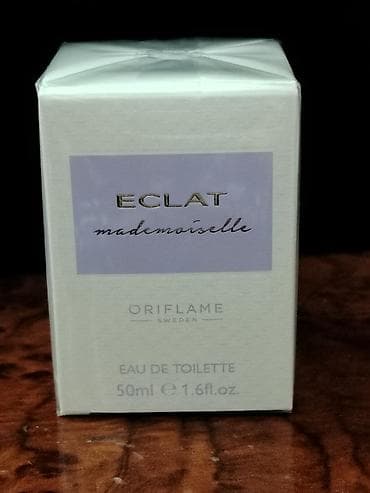 ECLAT
mademoiselle
ORIFLAME
SWEDEN
EAU DE TOILETTE
50ml ℮ 1.6fl.oz.